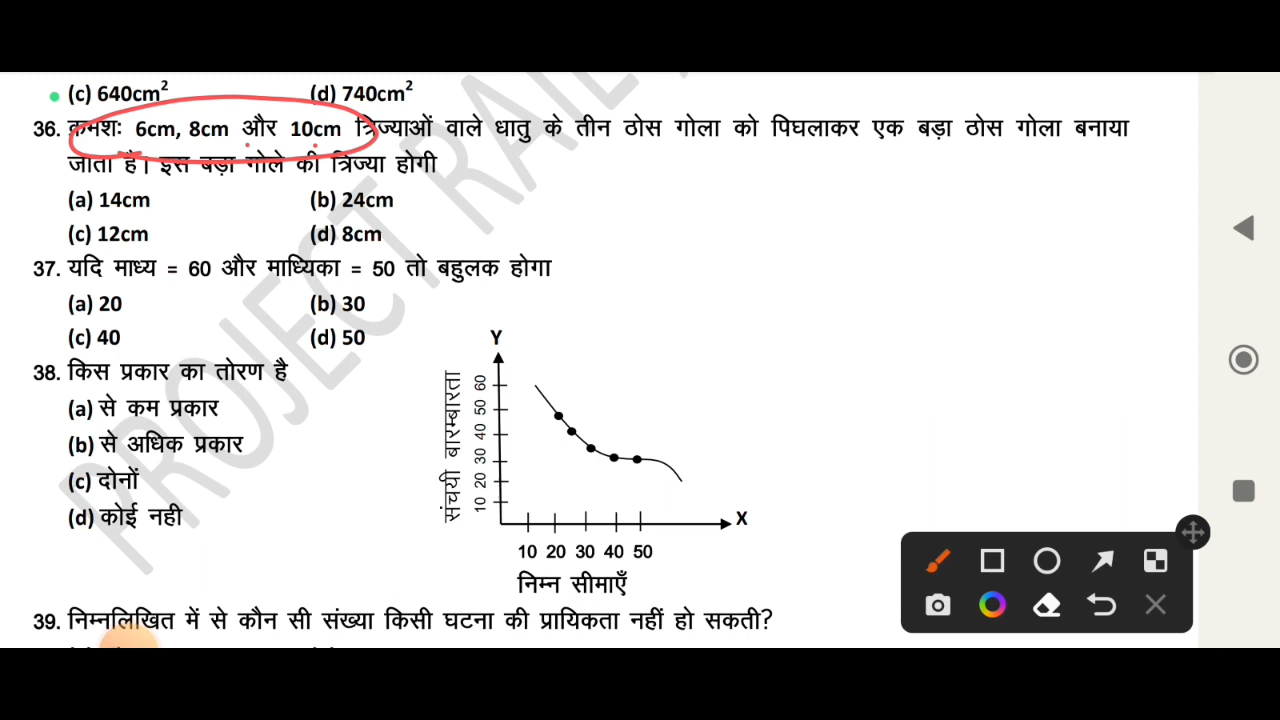 (c) 640cm² (d) 740cm²
36. क्रमशः 6cm, 8cm और 10cm त्रिज्याओं वाले धातु के तीन ठोस गोला को पिघलाकर एक बड़ा ठोस गोला बनाया
जाता है। इस बड़ा गोले की त्रिज्या होगी
(a) 14cm (b) 24cm
(c) 12cm (d) 8cm
37. यदि माध्य = 60 और माध्यिका = 50 तो बहुलक होगा
(a) 20 (b) 30
(c) 40 (d) 50
38. किस प्रकार का तोरण है
(a) से कम प्रकार
(b) से अधिक प्रकार
(c) दोनों
(d) कोई नही
Y
संचयी बारम्बारता
60
50
40
30
20
10
X
10 20 30 40 50
निम्न सीमाएँ
39. निम्नलिखित में से कौन सी संख्या किसी घटना की प्रायिकता नहीं हो सकती?
PROJECT RAIL